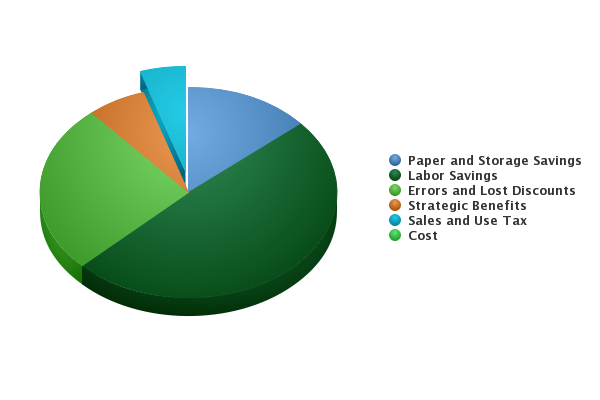 Paper and Storage Savings
Labor Savings
Errors and Lost Discounts
Strategic Benefits
Sales and Use Tax
Cost